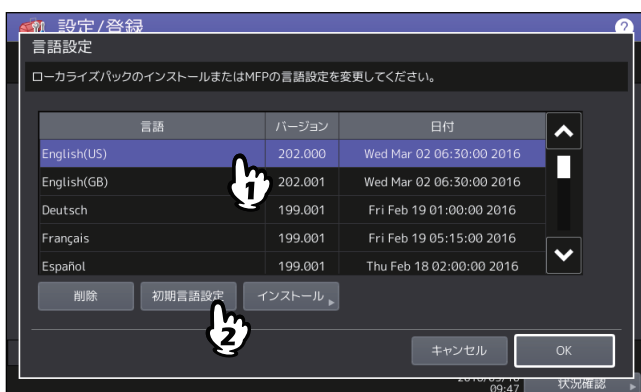 設定/登録
?
言語設定
ローカライズパックのインストールまたはMFPの言語設定を変更してください。
言語 バージョン 日付
English(US) 202.000 Wed Mar 02 06:30:00 2016
English(GB) 202.001 Wed Mar 02 06:30:00 2016
Deutsch 199.001 Fri Feb 19 01:00:00 2016
Français 199.001 Fri Feb 19 05:15:00 2016
Español 199.001 Thu Feb 18 02:00:00 2016
1
削除 初期言語設定 インストール
2
キャンセル OK
09:47 状況確認